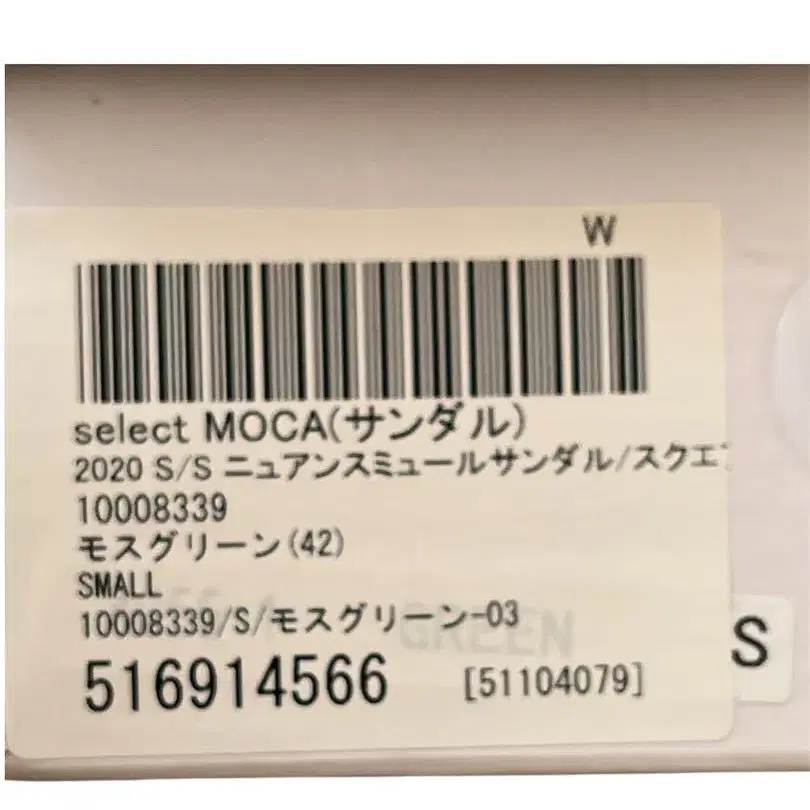 W
select MOCA(サンダル)
2020 S/S ニュアンスミュールサンダル/スクエ
10008339
モスグリーン(42)
SMALL
10008339/S/モスグリーン-03
GREEN
516914566 [51104079]
S